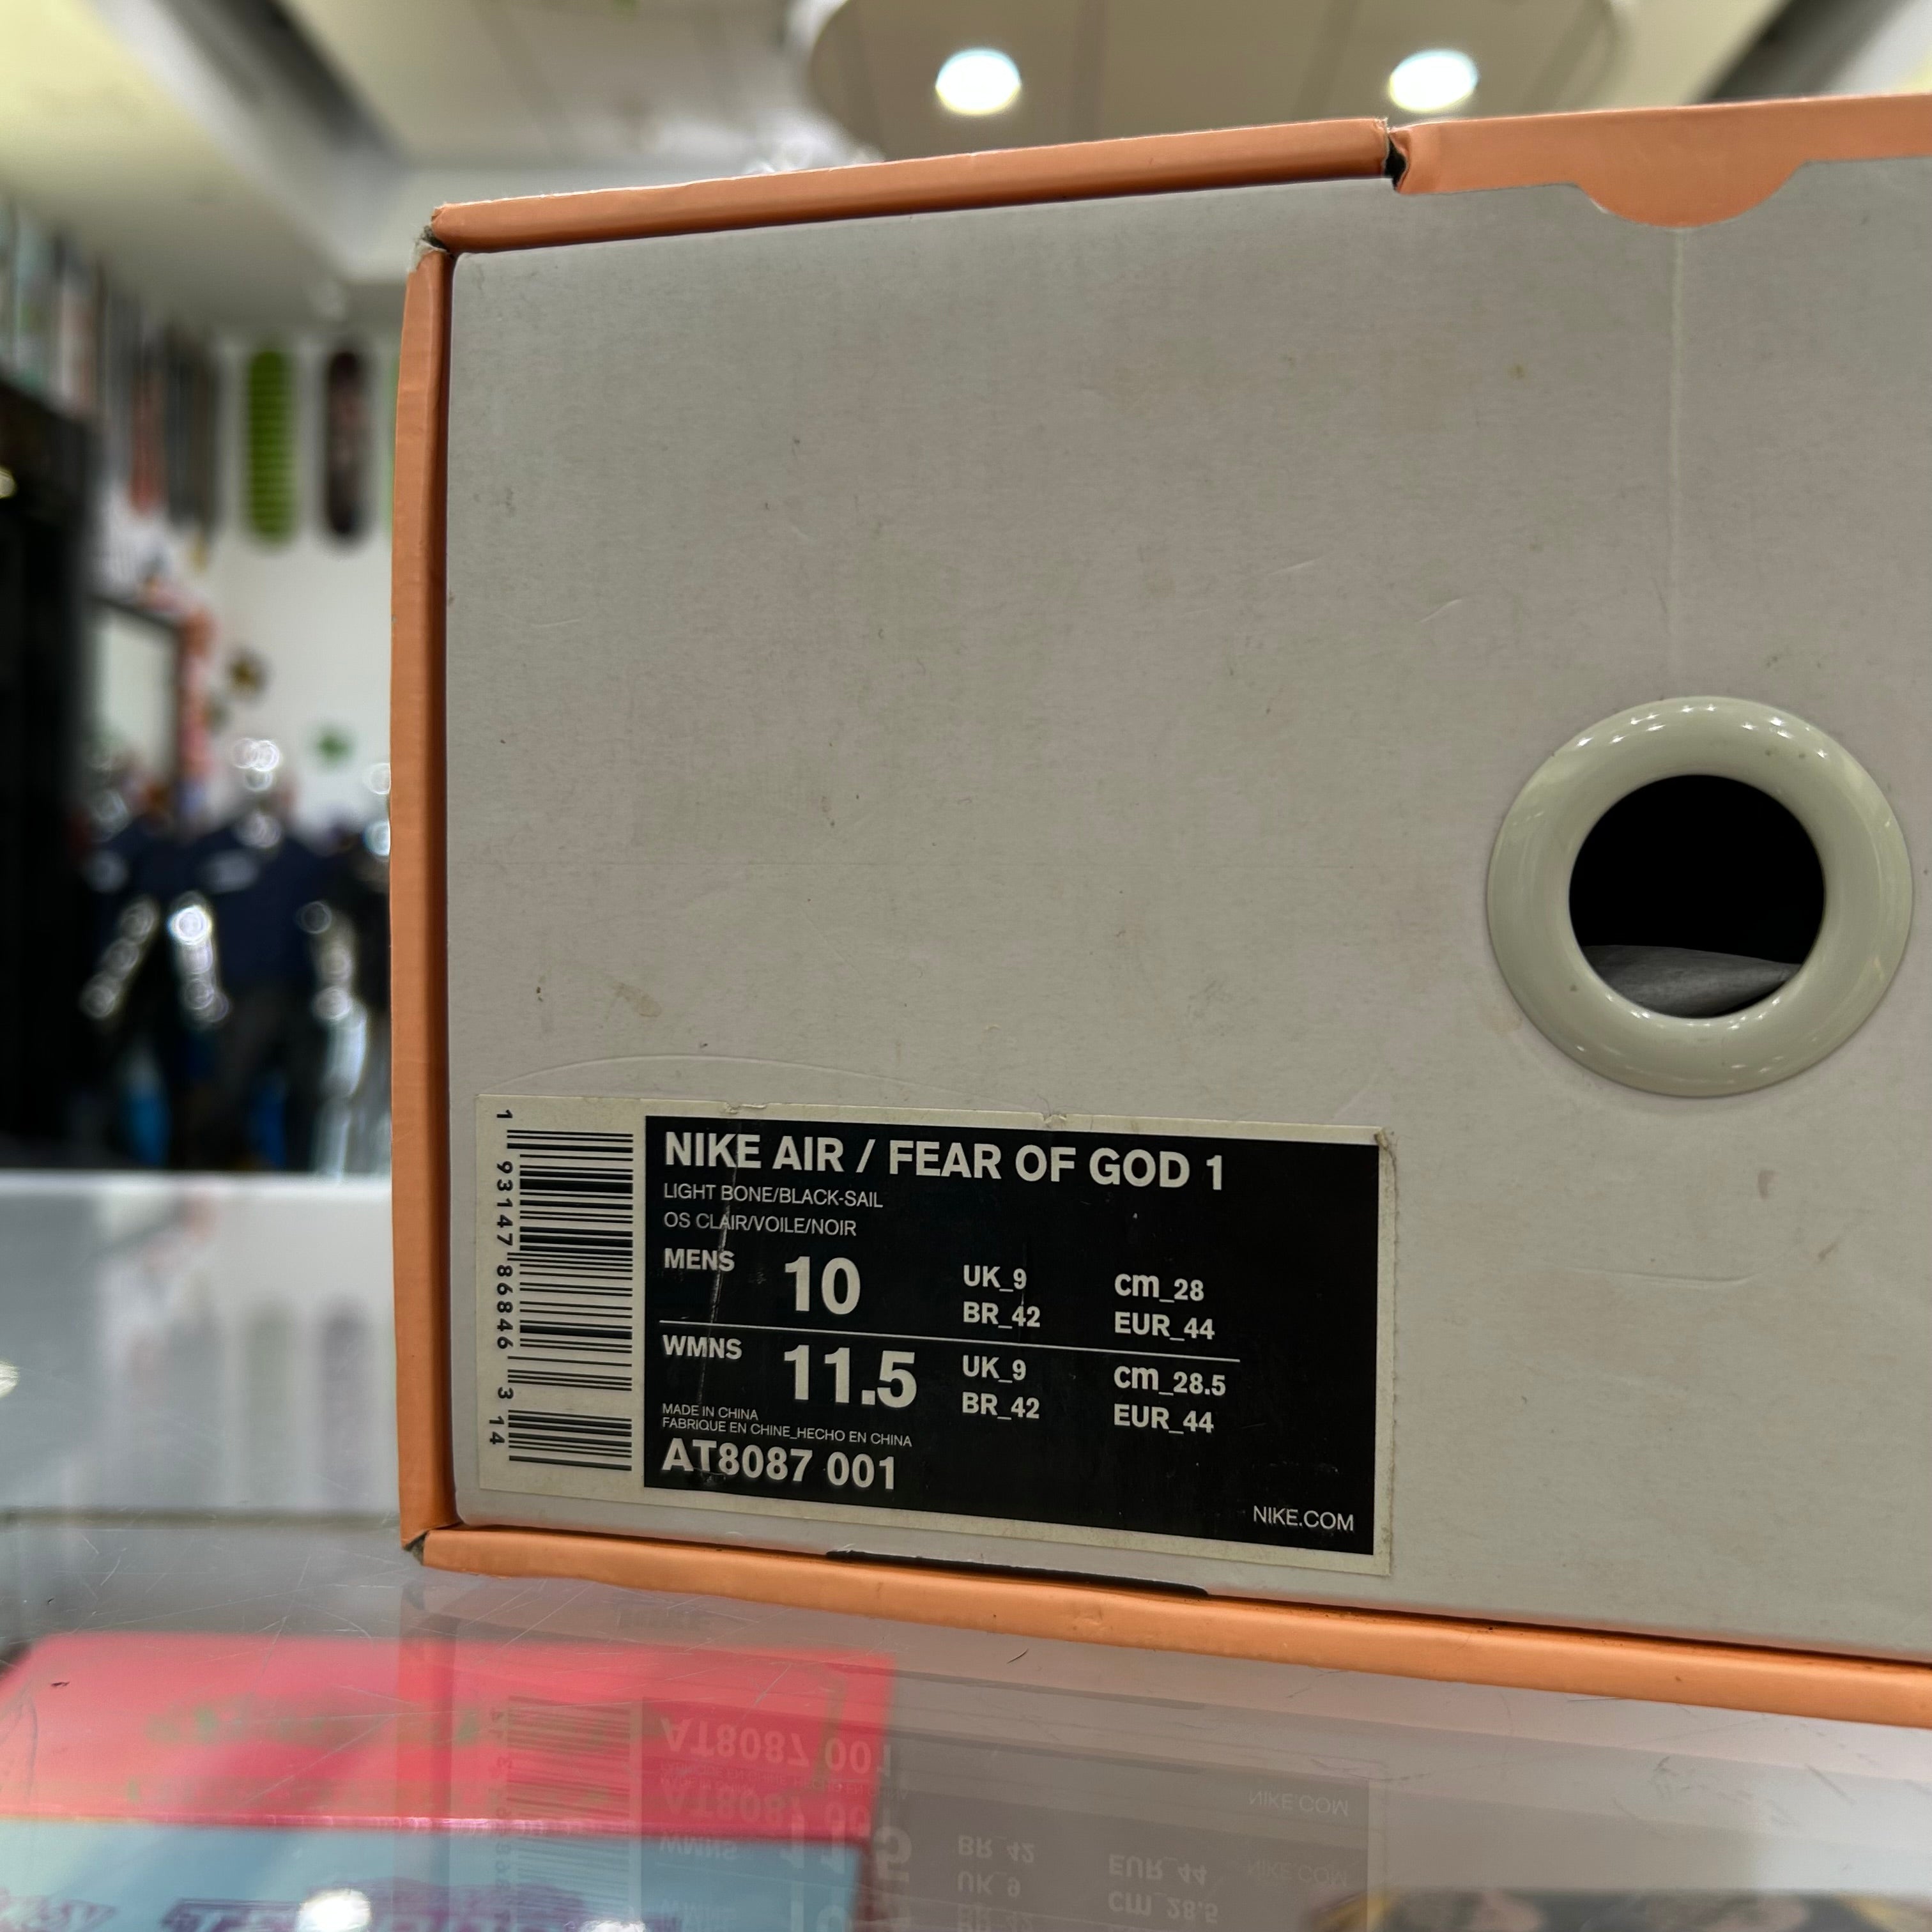 NIKE AIR / FEAR OF GOD 1
LIGHT BONE/BLACK-SAIL
OS CLAIR/VOILE/NOIR
MENS 10 UK_9 cm_28
BR_42 EUR_44
WMNS 11.5 UK_9 cm_28.5
BR_42 EUR_44
MADE IN CHINA
FABRIQUE EN CHINE_HECHO EN CHINA
AT8087 001
NIKE.COM
1 93147 86846 3 14